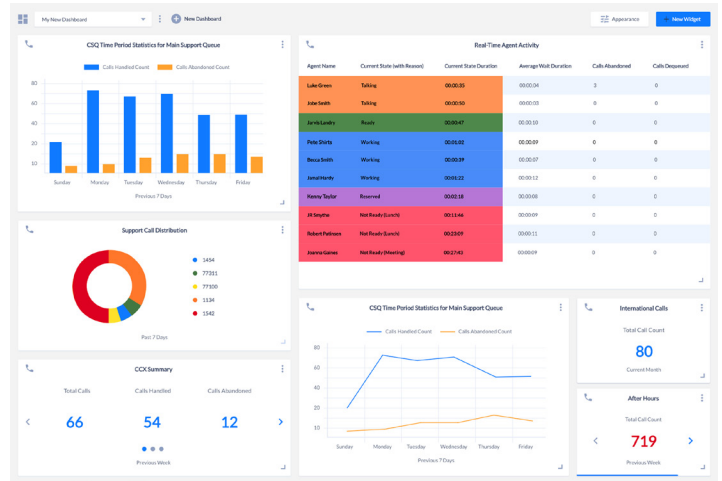 My New Dashboard
New Dashboard
Appearance
+ New Widget
CSQ Time Period Statistics for Main Support Queue
Calls Handled Count Calls Abandoned Count
80
60
40
20
10
Sunday Monday Tuesday Wednesday Thursday Friday
Previous 7 Days
Support Call Distribution
1454
77311
77100
1134
1542
Past 7 Days
CCX Summary
Total Calls Calls Handled Calls Abandoned
66 54 12
Previous Week
Real-Time Agent Activity
Agent Name Current State (with Reason) Current State Duration Average Wait Duration Calls Abandoned Calls Dequeued
Luke Green Talking 00:00:35 00:00:04 3 0
Jobe Smith Talking 00:00:50 00:00:03 0 0
Jarvis Landry Ready 00:00:47 00:00:10 0 0
Pete Shirts Working 00:01:02 00:00:09 0 0
Becca Smith Working 00:00:39 00:00:07 0 0
Jamal Hardy Working 00:01:22 00:00:12 0 0
Kenny Taylor Reserved 00:02:18 00:00:08 0 0
JR Smythe Not Ready (Lunch) 00:11:46 00:00:09 0 0
Robert Patinsen Not Ready (Lunch) 00:23:09 00:00:11 0 0
Joanna Gaines Not Ready (Meeting) 00:27:43 00:00:09 0 0
CSQ Time Period Statistics for Main Support Queue
Calls Handled Count Calls Abandoned Count
80
60
40
20
10
Sunday Monday Tuesday Wednesday Thursday Friday
Previous 7 Days
International Calls
Total Call Count
80
Current Month
After Hours
Total Call Count
719
Previous Week